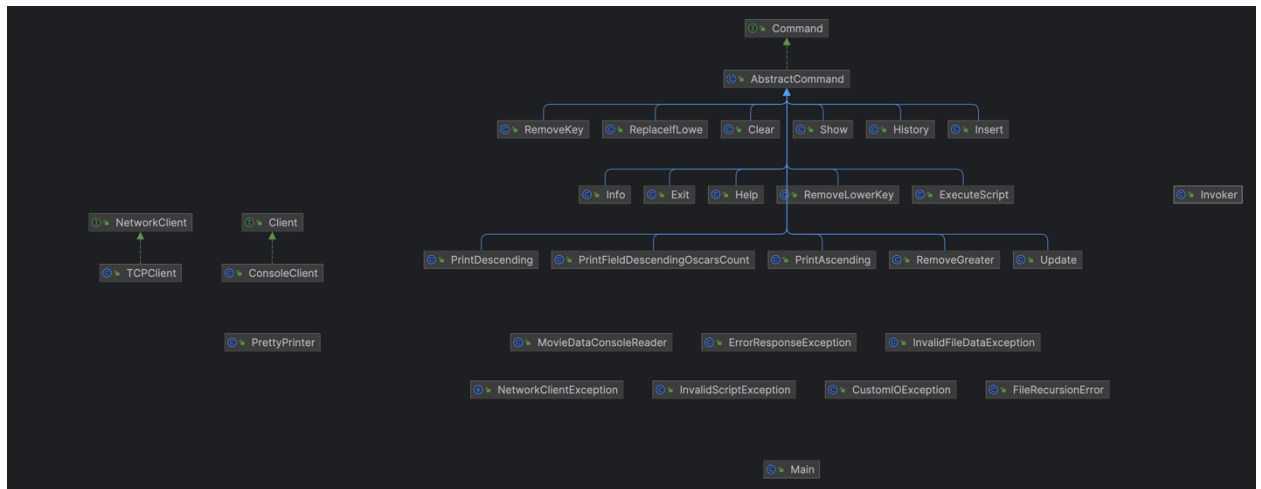 Command
AbstractCommand
RemoveKey ReplaceIfLowe Clear Show History Insert
Info Exit Help RemoveLowerKey ExecuteScript Invoker
NetworkClient Client
PrintDescending PrintFieldDescendingOscarsCount PrintAscending RemoveGreater Update
TCPClient ConsoleClient
PrettyPrinter MovieDataConsoleReader ErrorResponseException InvalidFileDataException
NetworkClientException InvalidScriptException CustomIOException FileRecursionError
Main